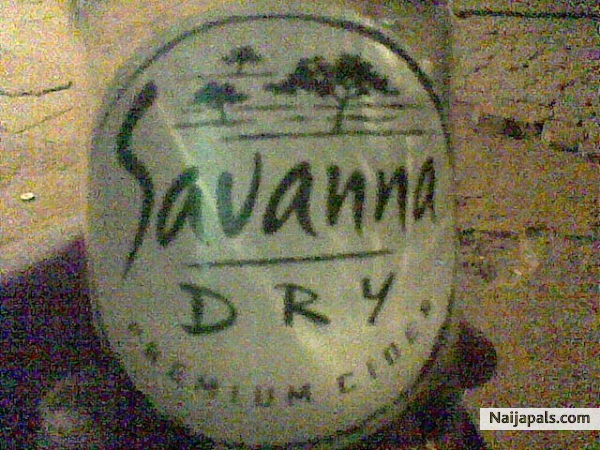 Savanna
DRY
PREMIUM CIDER
Naijapals.com